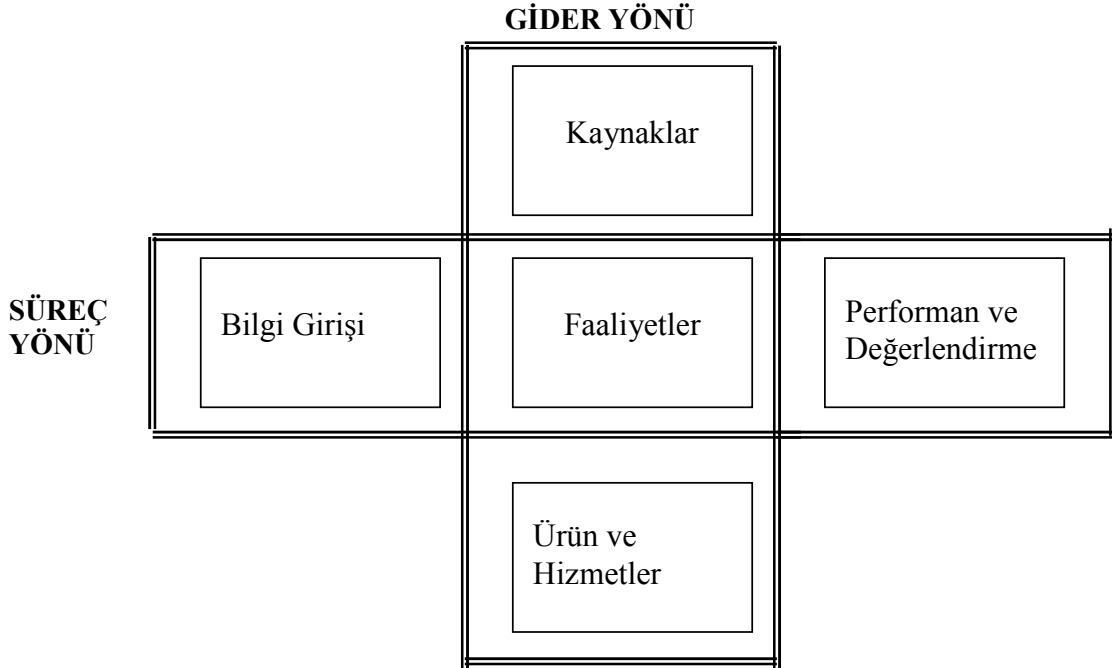 GİDER YÖNÜ
Kaynaklar
SÜREÇ
YÖNÜ
Bilgi Girişi
Faaliyetler
Performan ve
Değerlendirme
Ürün ve
Hizmetler